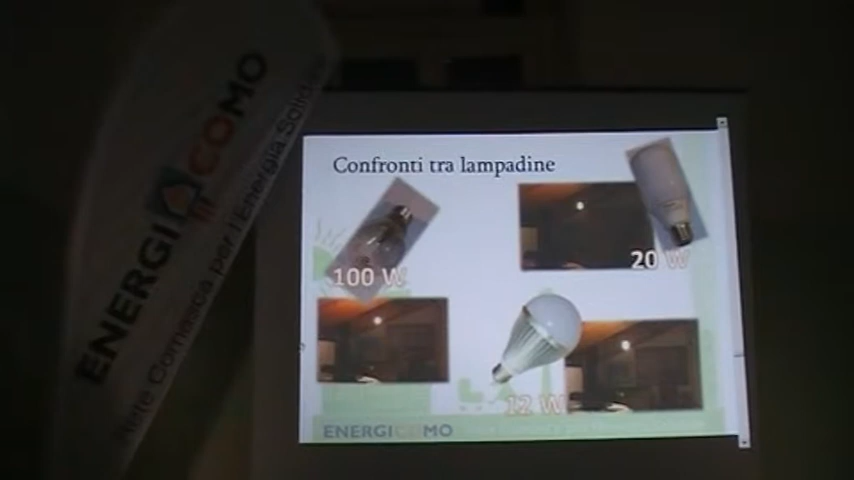 ENERGICOMO
Rete Comasca per l'Energia Solidale
Confronti tra lampadine
100 W
20 W
12 W
ENERGICOMO